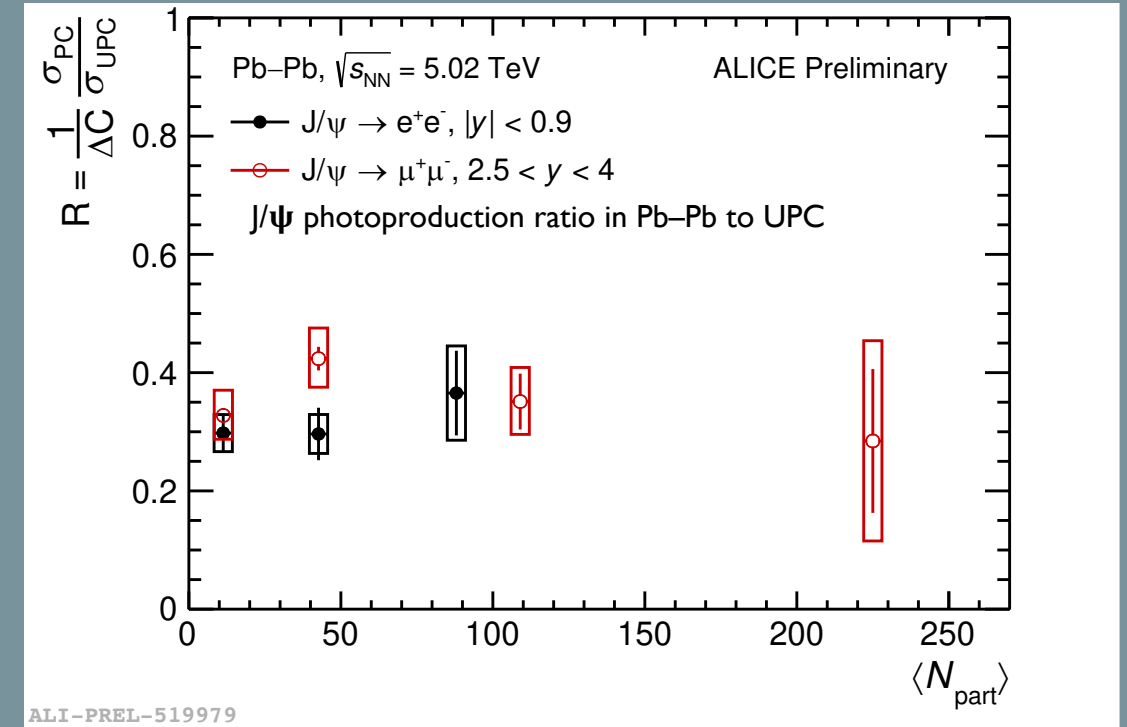 R = 1/ΔC σ_PC/σ_UPC
Pb–Pb, √s_NN = 5.02 TeV
ALICE Preliminary
J/ψ → e⁺e⁻, |y| < 0.9
J/ψ → μ⁺μ⁻, 2.5 < y < 4
J/ψ photoproduction ratio in Pb–Pb to UPC
1
0.8
0.6
0.4
0.2
0
0 50 100 150 200 250
⟨N_part⟩
ALI-PREL-519979